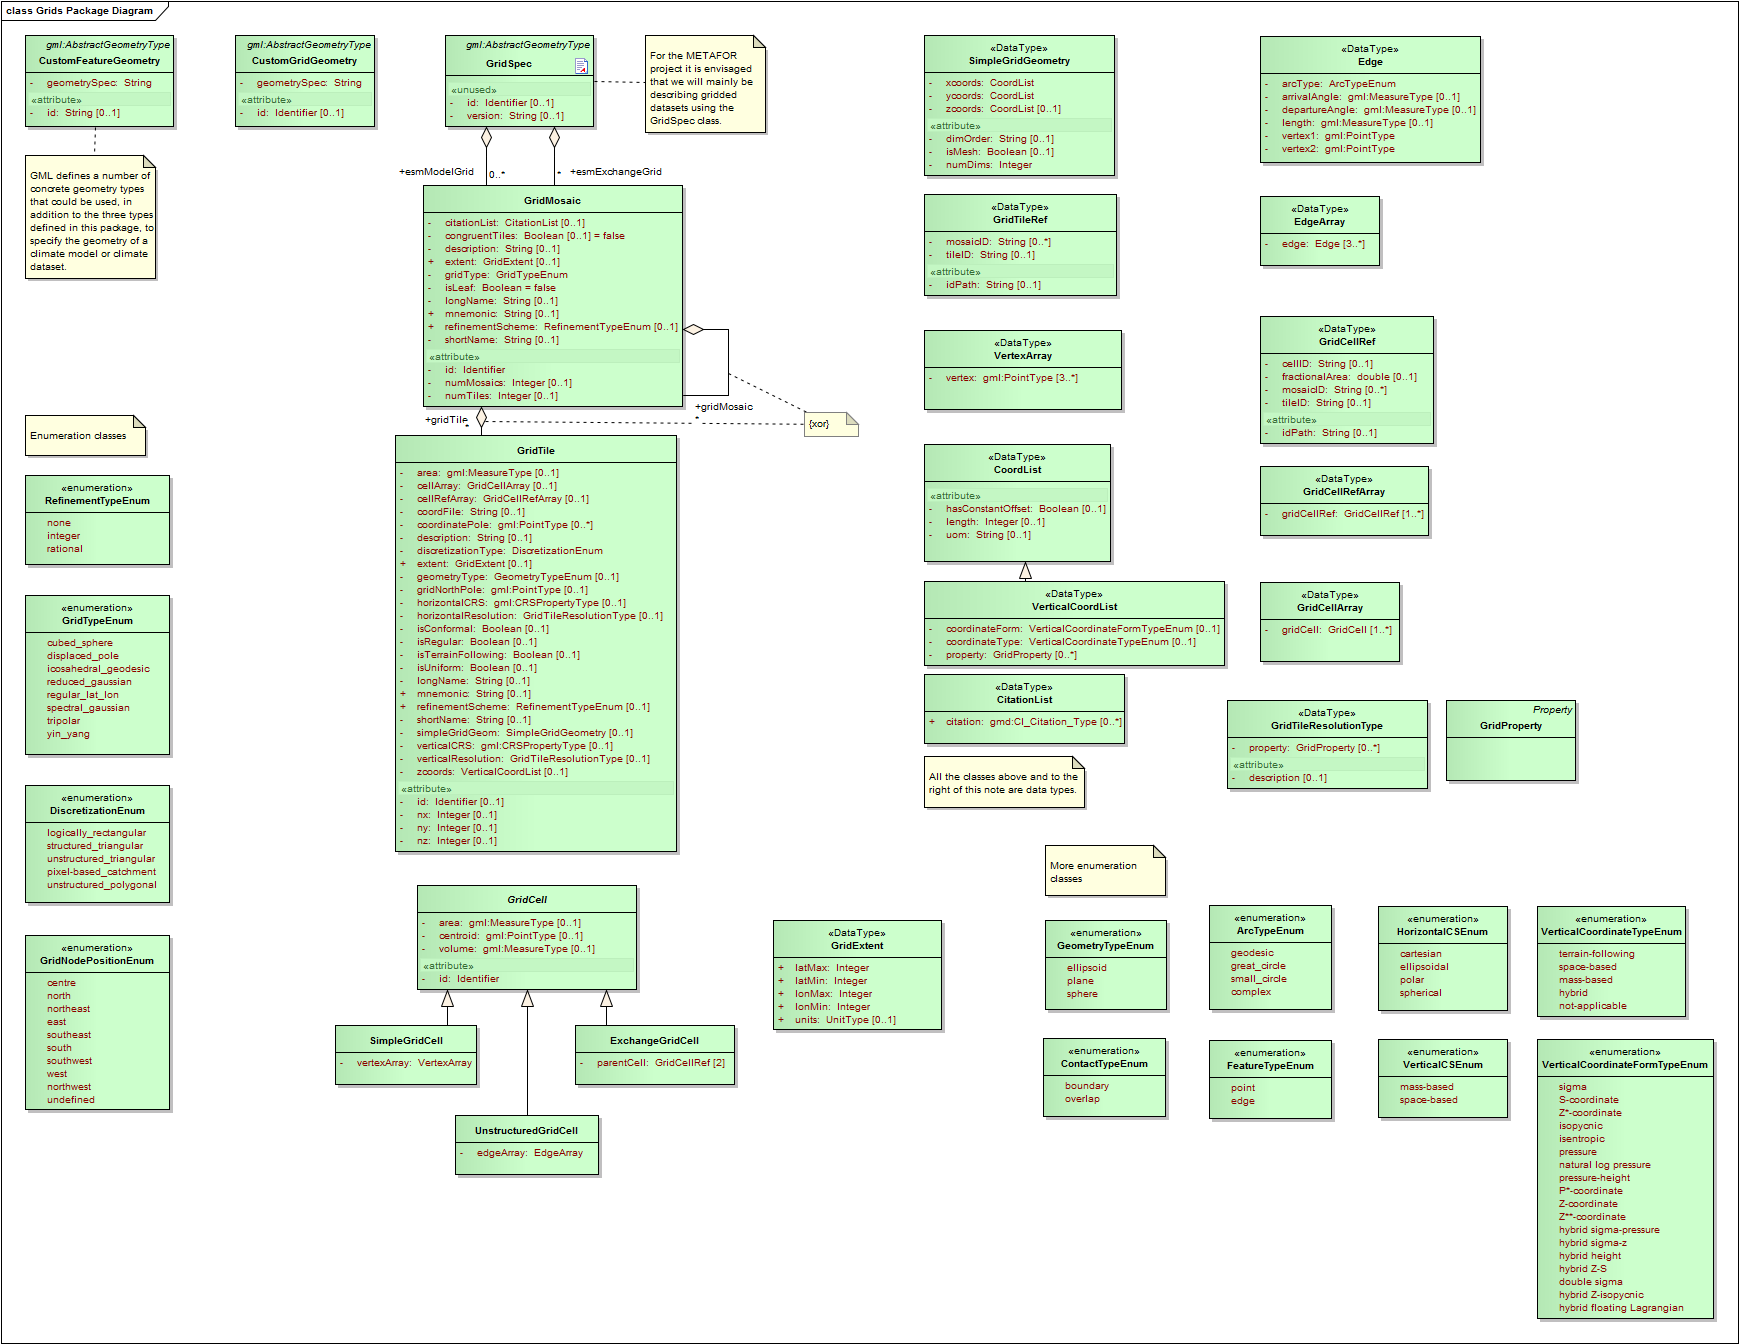 class Grids Package Diagram
gml:AbstractGeometryType
CustomFeatureGeometry
- geometrySpec: String
«attribute»
- id: String [0..1]
GML defines a number of
concrete geometry types
that could be used, in
addition to the three types
defined in this package, to
specify the geometry of a
climate model or climate
dataset.
gml:AbstractGeometryType
CustomGridGeometry
- geometrySpec: String
«attribute»
- id: Identifier [0..1]
gml:AbstractGeometryType
GridSpec
«unused»
- id: Identifier [0..1]
- version: String [0..1]
For the METAFOR
project it is envisaged
that we will mainly be
describing gridded
datasets using the
GridSpec class.
+esmModelGrid
0..*
*
+esmExchangeGrid
GridMosaic
- citationList: CitationList [0..1]
- congruentTiles: Boolean [0..1] = false
- description: String [0..1]
+ extent: GridExtent [0..1]
- gridType: GridTypeEnum
- isLeaf: Boolean = false
- longName: String [0..1]
+ mnemonic: String [0..1]
+ refinementScheme: RefinementTypeEnum [0..1]
- shortName: String [0..1]
«attribute»
- id: Identifier
- numMosaics: Integer [0..1]
- numTiles: Integer [0..1]
+gridMosaic
*
+gridTile
*
{xor}
GridTile
- area: gml:MeasureType [0..1]
- cellArray: GridCellArray [0..1]
- cellRefArray: GridCellRefArray [0..1]
- coordFile: String [0..1]
- coordinatePole: gml:PointType [0..*]
- description: String [0..1]
- discretizationType: DiscretizationEnum
+ extent: GridExtent [0..1]
- geometryType: GeometryTypeEnum [0..1]
- gridNorthPole: gml:PointType [0..1]
- horizontalCRS: gml:CRSPropertyType [0..1]
- horizontalResolution: GridTileResolutionType [0..1]
- isConformal: Boolean [0..1]
- isRegular: Boolean [0..1]
- isTerrainFollowing: Boolean [0..1]
- isUniform: Boolean [0..1]
- longName: String [0..1]
+ mnemonic: String [0..1]
+ refinementScheme: RefinementTypeEnum [0..1]
- shortName: String [0..1]
- simpleGridGeom: SimpleGridGeometry [0..1]
- verticalCRS: gml:CRSPropertyType [0..1]
- verticalResolution: GridTileResolutionType [0..1]
- zcoords: VerticalCoordList [0..1]
«attribute»
- id: Identifier [0..1]
- nx: Integer [0..1]
- ny: Integer [0..1]
- nz: Integer [0..1]
GridCell
- area: gml:MeasureType [0..1]
- centroid: gml:PointType [0..1]
- volume: gml:MeasureType [0..1]
«attribute»
- id: Identifier
SimpleGridCell
- vertexArray: VertexArray
ExchangeGridCell
- parentCell: GridCellRef [2]
UnstructuredGridCell
- edgeArray: EdgeArray
Enumeration classes
«enumeration»
RefinementTypeEnum
none
integer
rational
«enumeration»
GridTypeEnum
cubed_sphere
displaced_pole
icosahedral_geodesic
reduced_gaussian
regular_lat_lon
spectral_gaussian
tripolar
yin_yang
«enumeration»
DiscretizationEnum
logically_rectangular
structured_triangular
unstructured_triangular
pixel-based_catchment
unstructured_polygonal
«enumeration»
GridNodePositionEnum
centre
north
northeast
east
southeast
south
southwest
west
northwest
undefined
«DataType»
SimpleGridGeometry
- xcoords: CoordList
- ycoords: CoordList
- zcoords: CoordList [0..1]
«attribute»
- dimOrder: String [0..1]
- isMesh: Boolean [0..1]
- numDims: Integer
«DataType»
GridTileRef
- mosaicID: String [0..*]
- tileID: String [0..1]
«attribute»
- idPath: String [0..1]
«DataType»
VertexArray
- vertex: gml:PointType [3..*]
«DataType»
CoordList
«attribute»
- hasConstantOffset: Boolean [0..1]
- length: Integer [0..1]
- uom: String [0..1]
«DataType»
VerticalCoordList
- coordinateForm: VerticalCoordinateFormTypeEnum [0..1]
- coordinateType: VerticalCoordinateTypeEnum [0..1]
- property: GridProperty [0..*]
«DataType»
CitationList
+ citation: gmd:CI_Citation_Type [0..*]
All the classes above and to the
right of this note are data types.
«DataType»
Edge
- arcType: ArcTypeEnum
- arrivalAngle: gml:MeasureType [0..1]
- departureAngle: gml:MeasureType [0..1]
- length: gml:MeasureType [0..1]
- vertex1: gml:PointType
- vertex2: gml:PointType
«DataType»
EdgeArray
- edge: Edge [3..*]
«DataType»
GridCellRef
- cellID: String [0..1]
- fractionalArea: double [0..1]
- mosaicID: String [0..*]
- tileID: String [0..1]
«attribute»
- idPath: String [0..1]
«DataType»
GridCellRefArray
- gridCellRef: GridCellRef [1..*]
«DataType»
GridCellArray
- gridCell: GridCell [1..*]
«DataType»
GridTileResolutionType
- property: GridProperty [0..*]
«attribute»
- description [0..1]
Property
GridProperty
More enumeration
classes
«DataType»
GridExtent
+ latMax: Integer
+ latMin: Integer
+ lonMax: Integer
+ lonMin: Integer
+ units: UnitType [0..1]
«enumeration»
GeometryTypeEnum
ellipsoid
plane
sphere
«enumeration»
ArcTypeEnum
geodesic
great_circle
small_circle
complex
«enumeration»
HorizontalCSEnum
cartesian
ellipsoidal
polar
spherical
«enumeration»
VerticalCoordinateTypeEnum
terrain-following
space-based
mass-based
hybrid
not-applicable
«enumeration»
ContactTypeEnum
boundary
overlap
«enumeration»
FeatureTypeEnum
point
edge
«enumeration»
VerticalCSEnum
mass-based
space-based
«enumeration»
VerticalCoordinateFormTypeEnum
sigma
S-coordinate
Z*-coordinate
isopycnic
isentropic
pressure
natural log pressure
pressure-height
P*-coordinate
Z-coordinate
Z**-coordinate
hybrid sigma-pressure
hybrid sigma-z
hybrid height
hybrid Z-S
double sigma
hybrid Z-isopycnic
hybrid floating Lagrangian